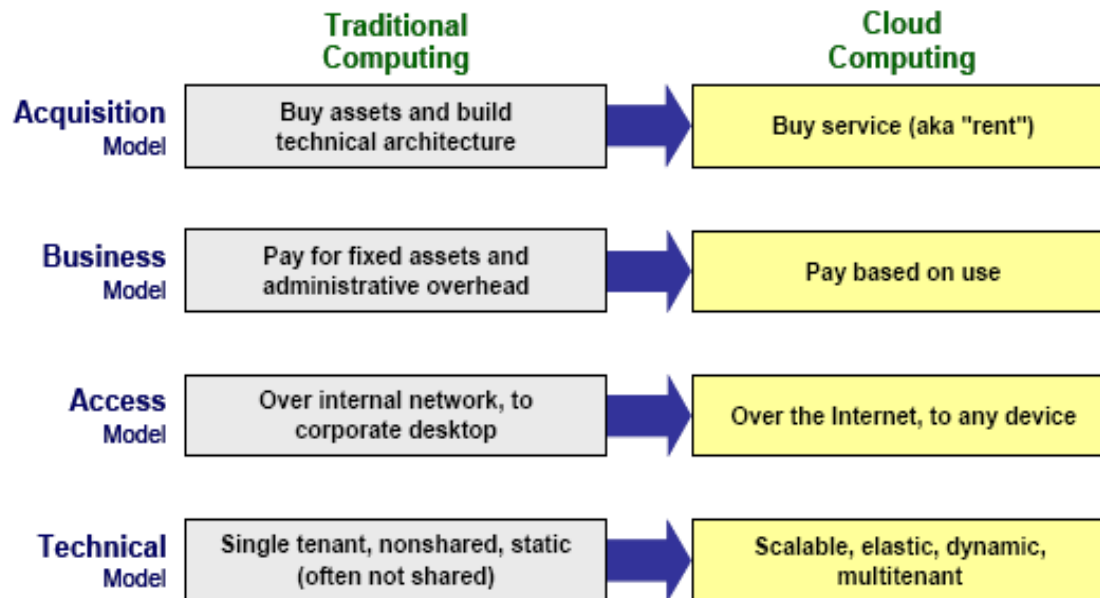 Traditional
Computing
Cloud
Computing
Acquisition
Model
Buy assets and build
technical architecture
Buy service (aka "rent")
Business
Model
Pay for fixed assets and
administrative overhead
Pay based on use
Access
Model
Over internal network, to
corporate desktop
Over the Internet, to any device
Technical
Model
Single tenant, nonshared, static
(often not shared)
Scalable, elastic, dynamic,
multitenant